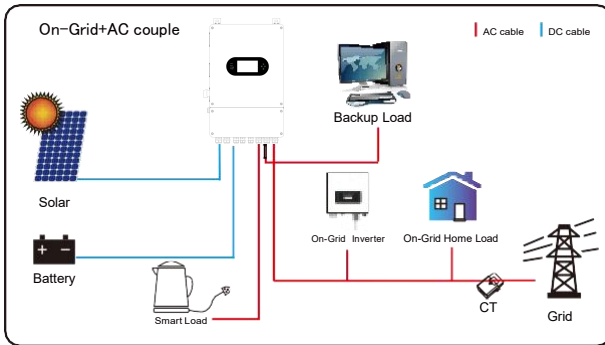 On-Grid+AC couple
AC cable
DC cable
Backup Load
Solar
On-Grid Inverter
On-Grid Home Load
Battery
Smart Load
CT
Grid